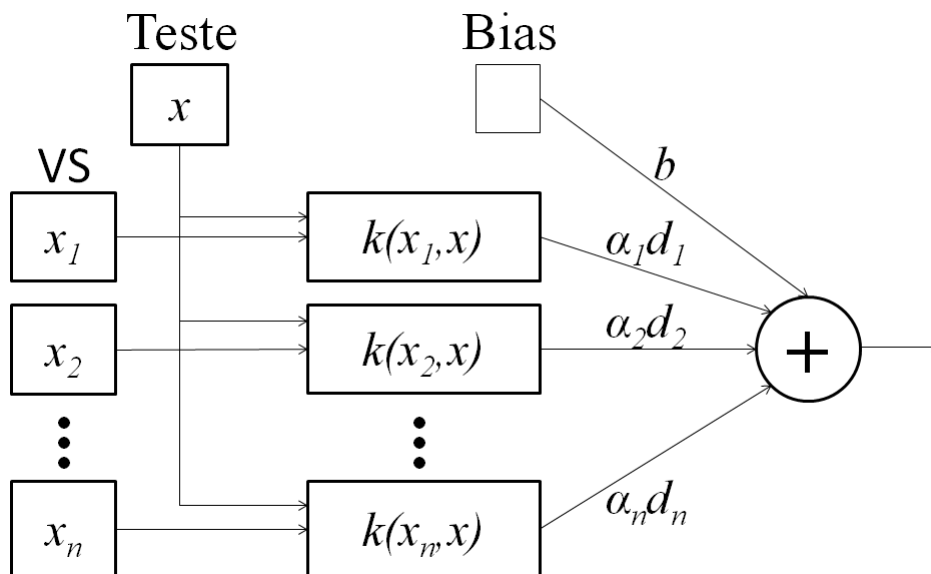 Teste
Bias
x
VS
b
x₁
k(x₁,x)
α₁d₁
x₂
k(x₂,x)
α₂d₂
+
xₙ
k(xₙ,x)
αₙdₙ